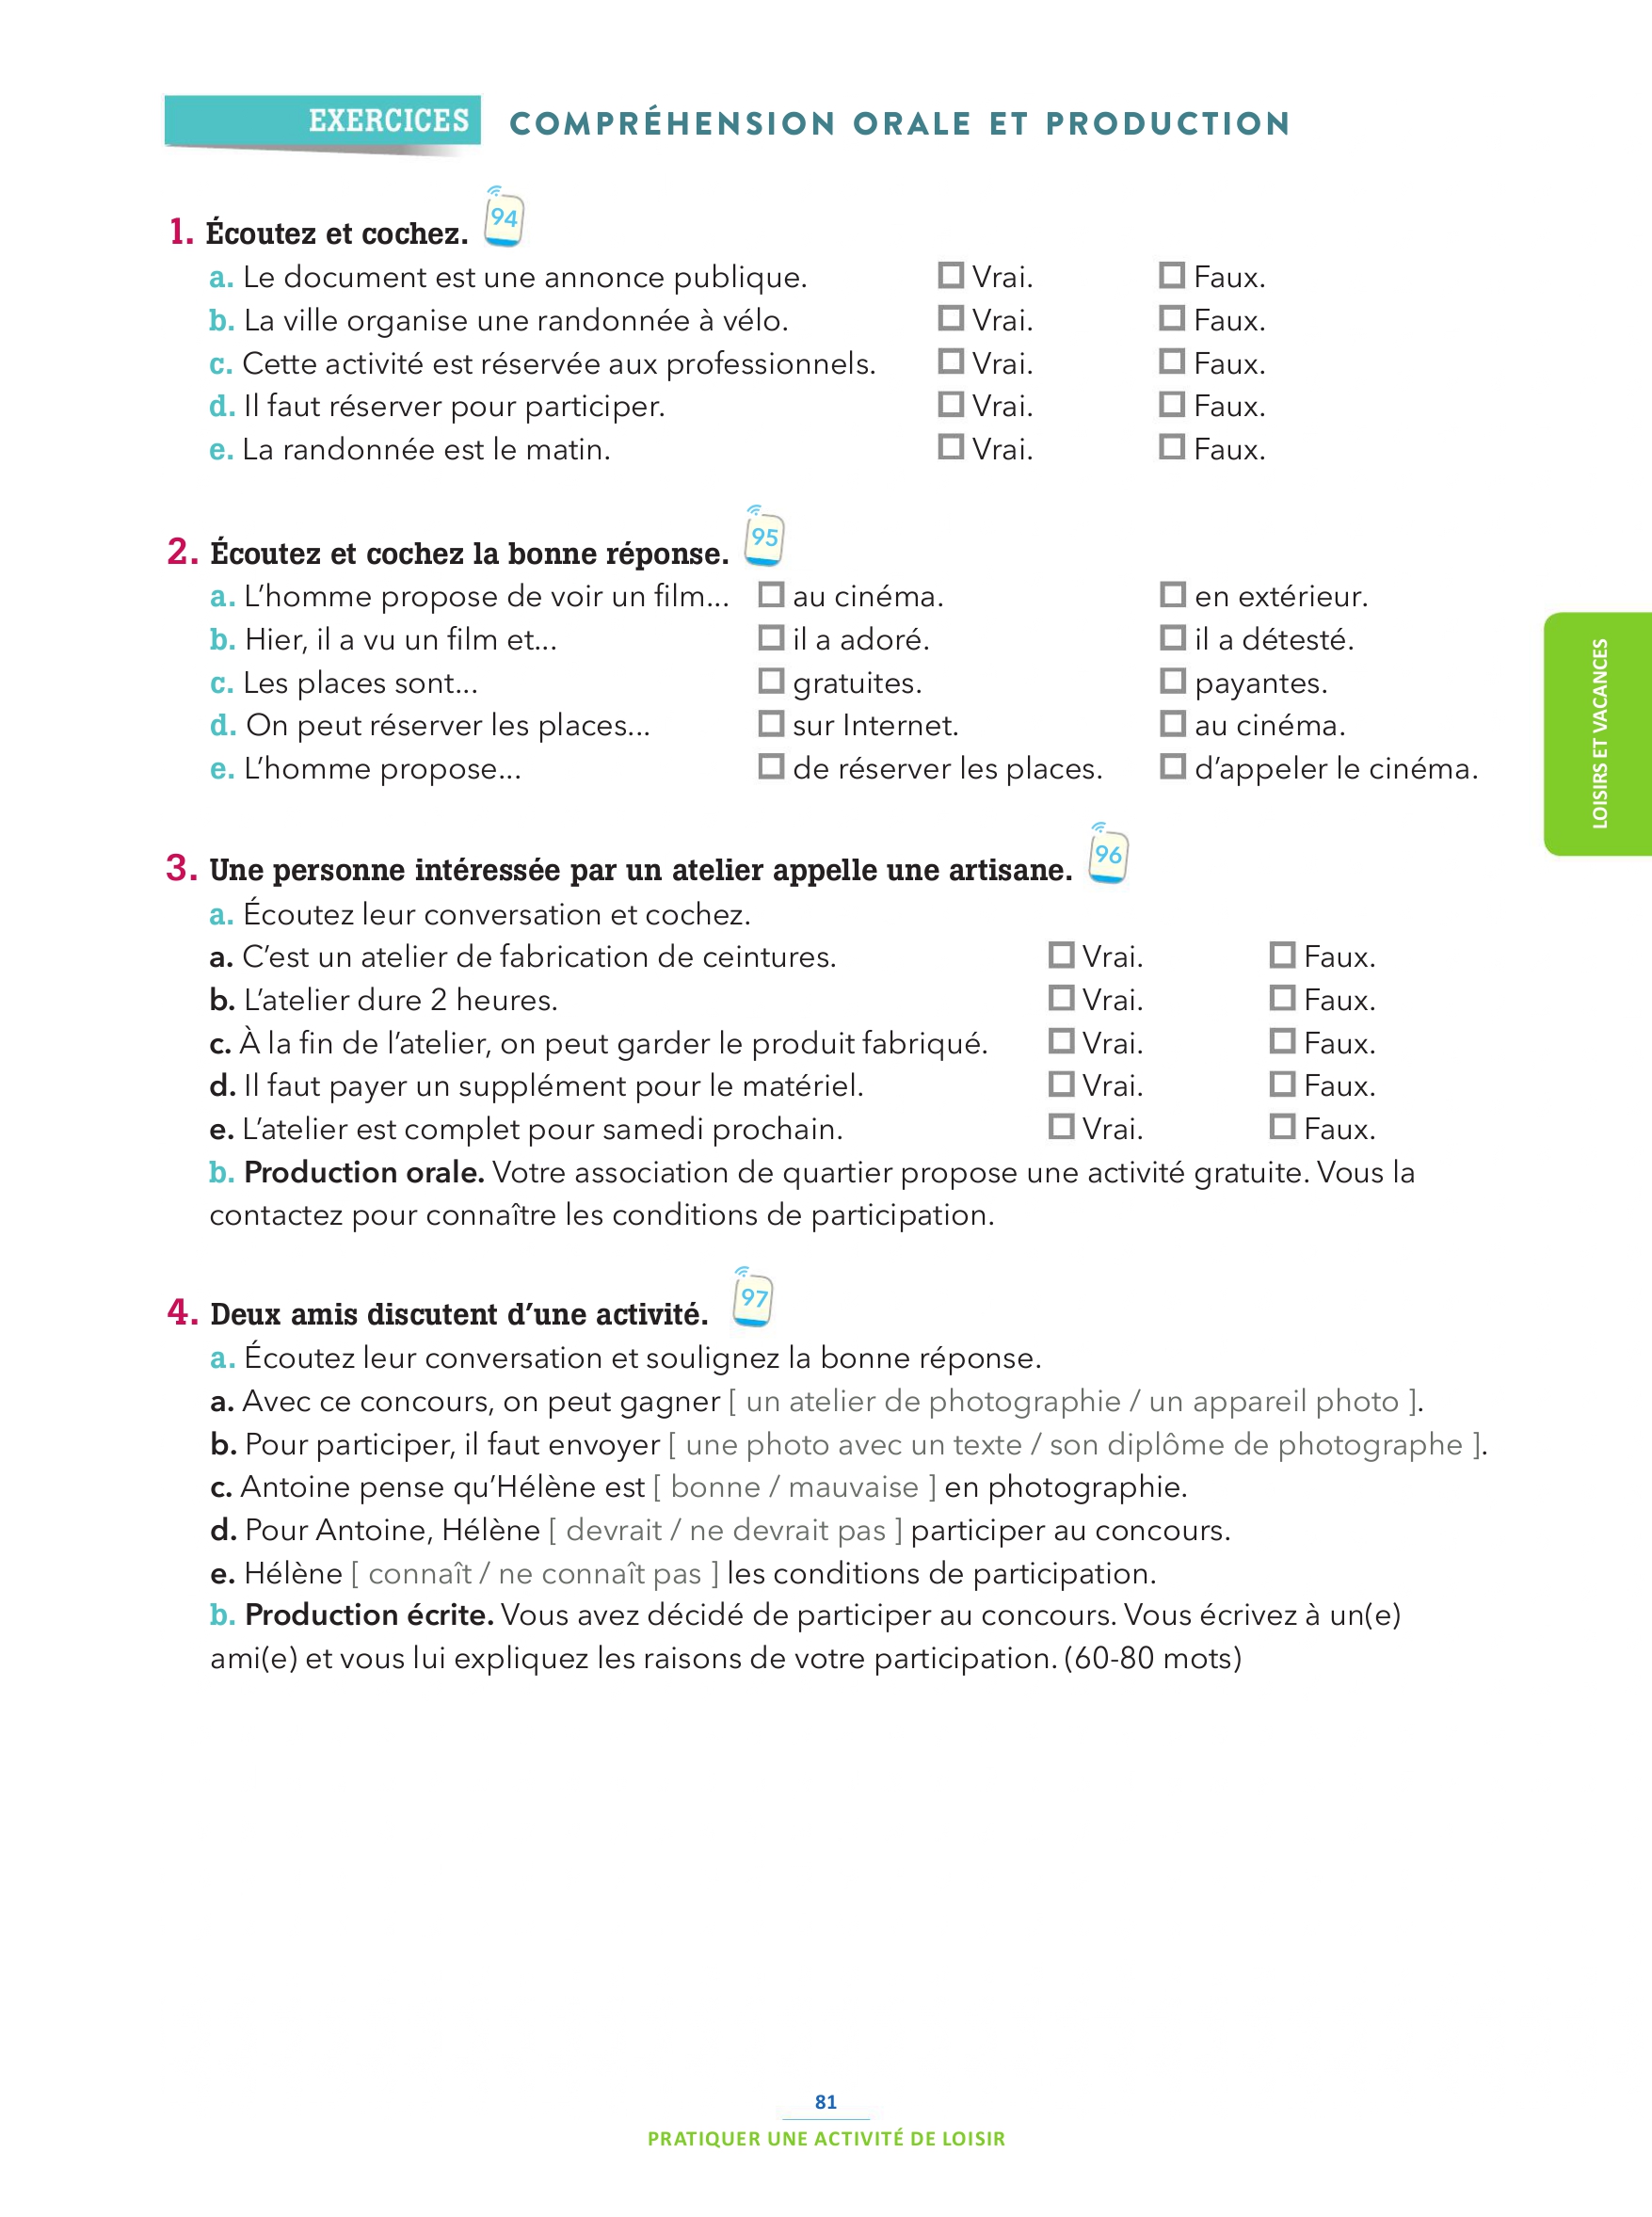 EXERCICES COMPRÉHENSION ORALE ET PRODUCTION
1. Écoutez et cochez. 94
a. Le document est une annonce publique. Vrai. Faux.
b. La ville organise une randonnée à vélo. Vrai. Faux.
c. Cette activité est réservée aux professionnels. Vrai. Faux.
d. Il faut réserver pour participer. Vrai. Faux.
e. La randonnée est le matin. Vrai. Faux.
2. Écoutez et cochez la bonne réponse. 95
a. L’homme propose de voir un film... au cinéma. en extérieur.
b. Hier, il a vu un film et... il a adoré. il a détesté.
c. Les places sont... gratuites. payantes.
d. On peut réserver les places... sur Internet. au cinéma.
e. L’homme propose... de réserver les places. d’appeler le cinéma.
LOISIRS ET VACANCES
3. Une personne intéressée par un atelier appelle une artisane. 96
a. Écoutez leur conversation et cochez.
a. C’est un atelier de fabrication de ceintures. Vrai. Faux.
b. L’atelier dure 2 heures. Vrai. Faux.
c. À la fin de l’atelier, on peut garder le produit fabriqué. Vrai. Faux.
d. Il faut payer un supplément pour le matériel. Vrai. Faux.
e. L’atelier est complet pour samedi prochain. Vrai. Faux.
b. Production orale. Votre association de quartier propose une activité gratuite. Vous la
contactez pour connaître les conditions de participation.
4. Deux amis discutent d’une activité. 97
a. Écoutez leur conversation et soulignez la bonne réponse.
a. Avec ce concours, on peut gagner [ un atelier de photographie / un appareil photo ].
b. Pour participer, il faut envoyer [ une photo avec un texte / son diplôme de photographe ].
c. Antoine pense qu’Hélène est [ bonne / mauvaise ] en photographie.
d. Pour Antoine, Hélène [ devrait / ne devrait pas ] participer au concours.
e. Hélène [ connaît / ne connaît pas ] les conditions de participation.
b. Production écrite. Vous avez décidé de participer au concours. Vous écrivez à un(e)
ami(e) et vous lui expliquez les raisons de votre participation. (60-80 mots)
81
PRATIQUER UNE ACTIVITÉ DE LOISIR